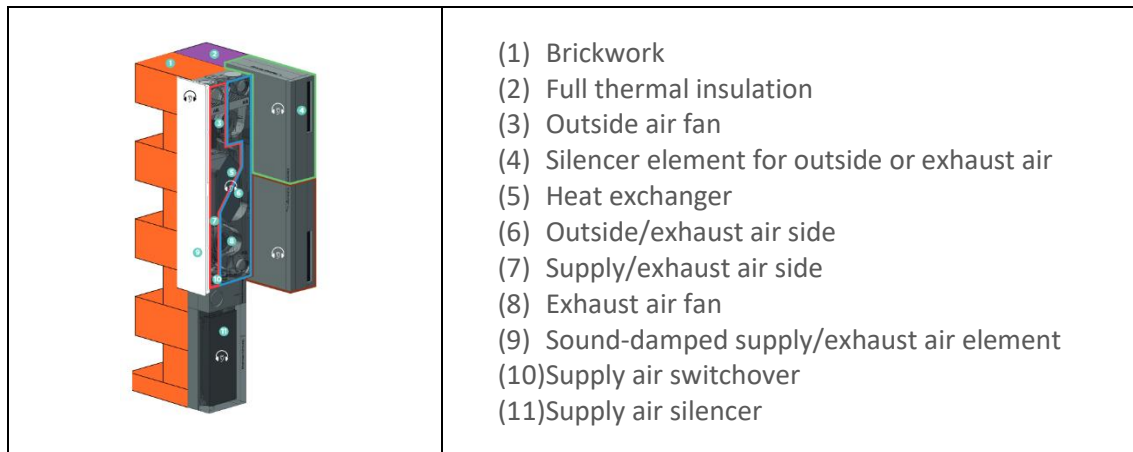 (1) Brickwork
(2) Full thermal insulation
(3) Outside air fan
(4) Silencer element for outside or exhaust air
(5) Heat exchanger
(6) Outside/exhaust air side
(7) Supply/exhaust air side
(8) Exhaust air fan
(9) Sound-damped supply/exhaust air element
(10)Supply air switchover
(11)Supply air silencer